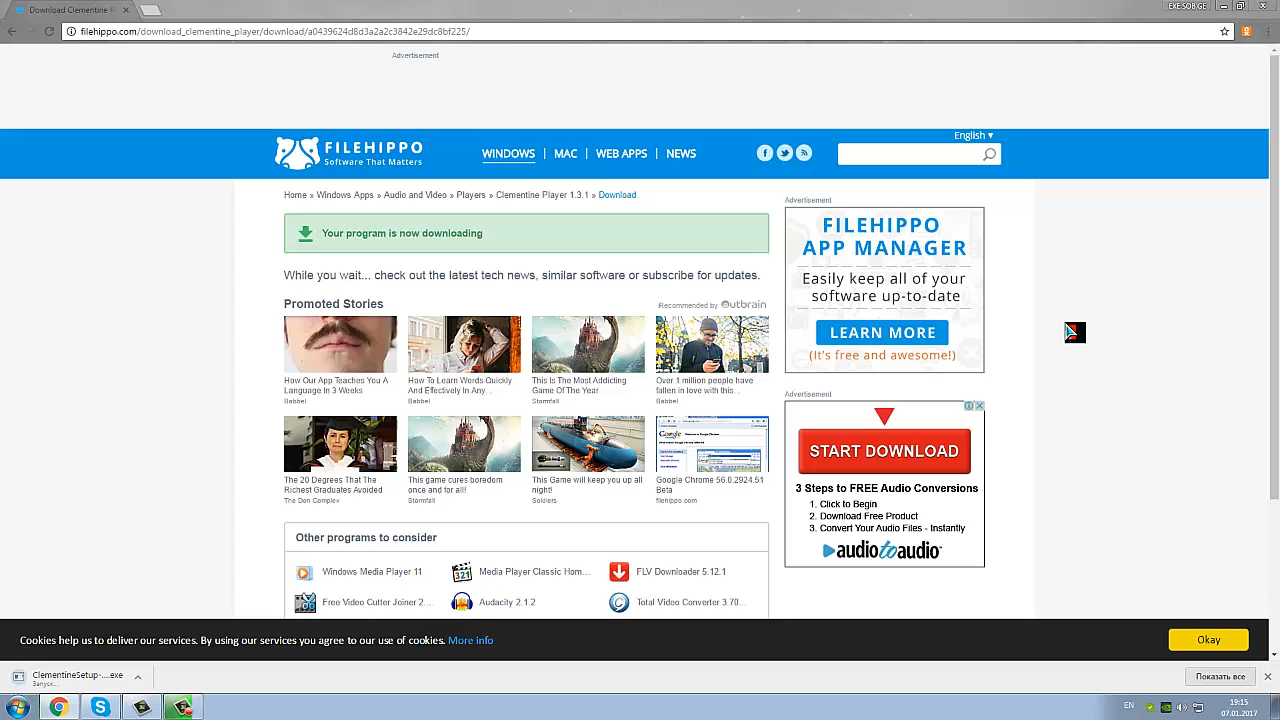 Download Clementine
EXE.SOB.GE
filehippo.com/download_clementine_player/download/a0439624d8d3a2a2c3842e29dc8bf225/
Advertisement
English ▾
FILEHIPPO
Software That Matters
WINDOWS | MAC | WEB APPS | NEWS
Home » Windows Apps » Audio and Video » Players » Clementine Player 1.3.1 » Download
Your program is now downloading
While you wait... check out the latest tech news, similar software or subscribe for updates.
Promoted Stories
Recommended by Outbrain
How Our App Teaches You A
Language In 3 Weeks
Babbel
How To Learn Words Quickly
And Effectively In Any...
Babbel
This Is The Most Addicting
Game Of The Year
Stormfall
Over 1 million people have
fallen in love with this...
Babbel
The 20 Degrees That The
Richest Graduates Avoided
The Don Complex
This game cures boredom
once and for all!
Stormfall
This Game will keep you up all
night!
Soldiers
Google
Google Chrome 56.0.2924.51
Beta
filehippo.com
Other programs to consider
Windows Media Player 11
Media Player Classic Hom...
FLV Downloader 5.12.1
Free Video Cutter Joiner 2....
Audacity 2.1.2
Total Video Converter 3.70...
Advertisement
FILEHIPPO
APP MANAGER
Easily keep all of your
software up-to-date
LEARN MORE
(It's free and awesome!)
Advertisement
START DOWNLOAD
3 Steps to FREE Audio Conversions
1. Click to Begin
2. Download Free Product
3. Convert Your Audio Files - Instantly
audiotoaudio
Cookies help us to deliver our services. By using our services you agree to our use of cookies. More info
Okay
ClementineSetup-....exe
Запуск...
Показать все
EN
19:15
07.01.2017